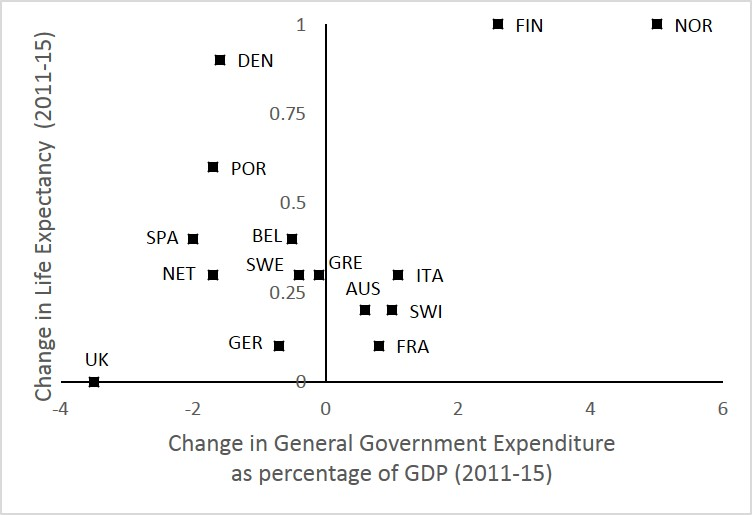 1
FIN
NOR
DEN
0.75
POR
0.5
SPA
BEL
NET
SWE
GRE
ITA
0.25
AUS
SWI
GER
FRA
UK
0
-4
-2
0
2
4
6
Change in Life Expectancy (2011-15)
Change in General Government Expenditure
as percentage of GDP (2011-15)